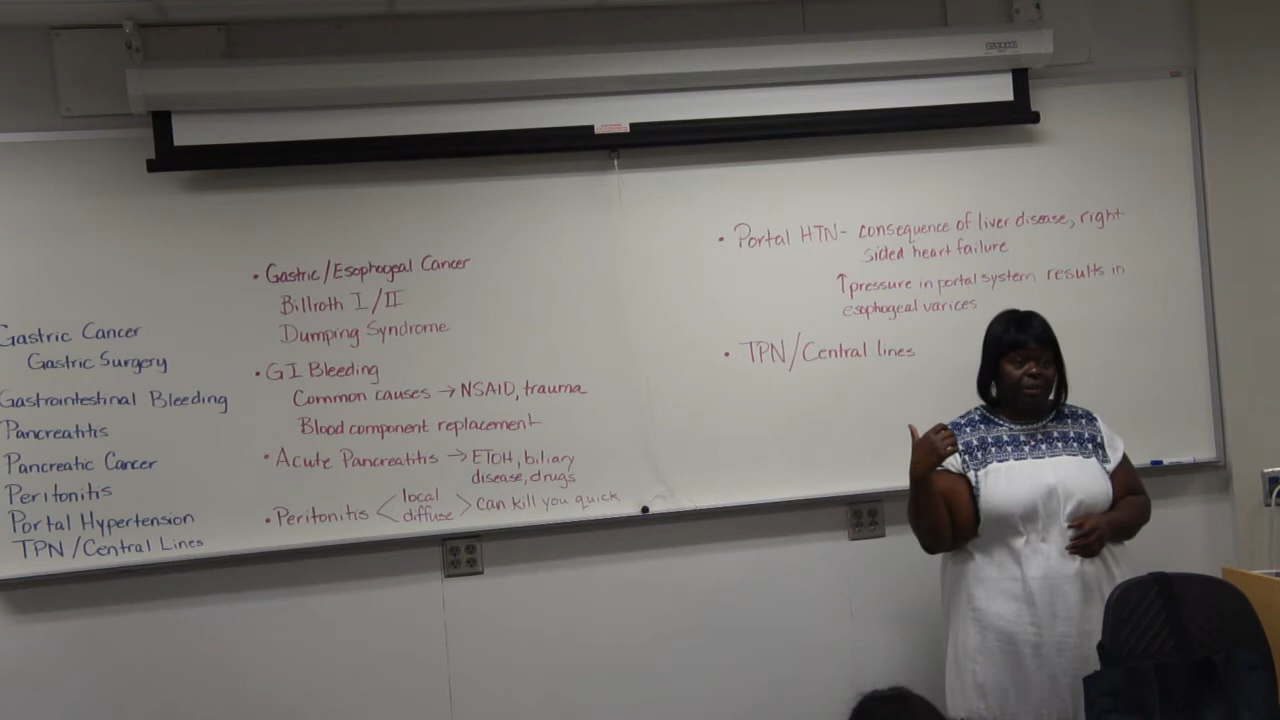 Gastric Cancer
Gastric Surgery
Gastrointestinal Bleeding
Pancreatitis
Pancreatic Cancer
Peritonitis
Portal Hypertension
TPN/Central Lines
• Gastric/Esophogeal Cancer
Billroth I/II
Dumping Syndrome
• GI Bleeding
Common causes → NSAID, trauma
Blood component replacement
• Acute Pancreatitis → ETOH, biliary
disease, drugs
• Peritonitis < local
diffuse > can kill you quick
• Portal HTN- consequence of liver disease, right
sided heart failure
↑pressure in portal system results in
esophogeal varices
• TPN/Central lines